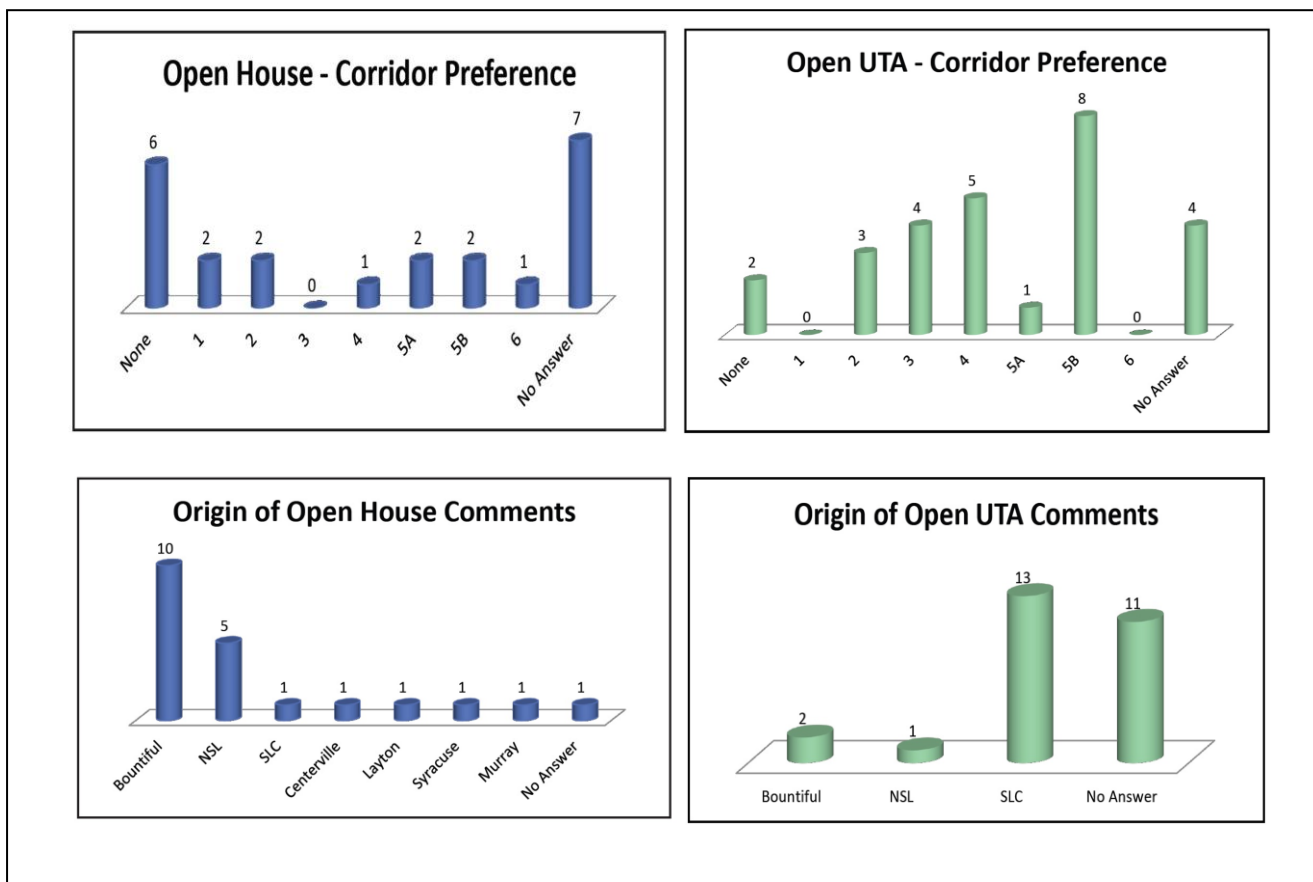 Open House - Corridor Preference
6
2
2
0
1
2
2
1
7
None
1
2
3
4
5A
5B
6
No Answer
Open UTA - Corridor Preference
2
0
3
4
5
1
8
0
4
None
1
2
3
4
5A
5B
6
No Answer
Origin of Open House Comments
10
5
1
1
1
1
1
1
Bountiful
NSL
SLC
Centerville
Layton
Syracuse
Murray
No Answer
Origin of Open UTA Comments
2
1
13
11
Bountiful
NSL
SLC
No Answer